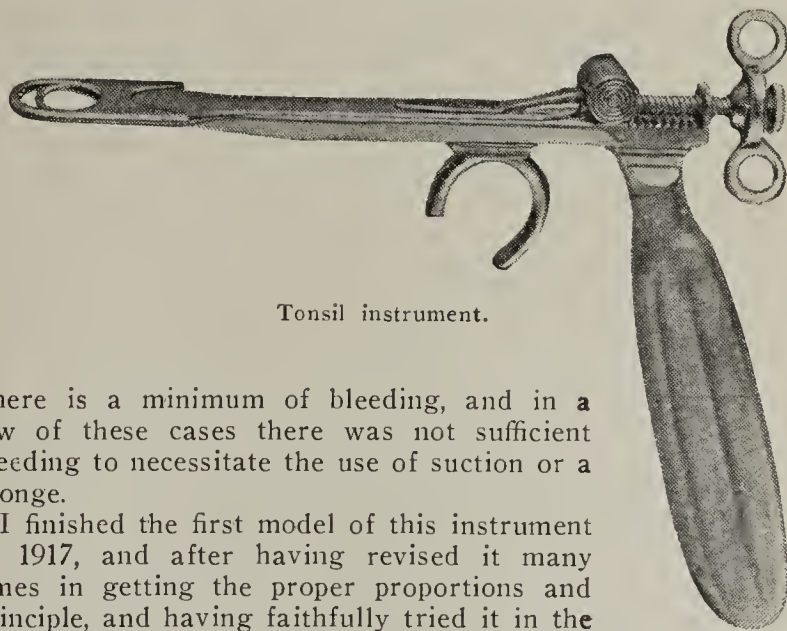 Tonsil instrument.
here is a minimum of bleeding, and in a
w of these cases there was not sufficient
eeding to necessitate the use of suction or a
onge.
I finished the first model of this instrument
1917, and after having revised it many
mes in getting the proper proportions and
inciple, and having faithfully tried it in the